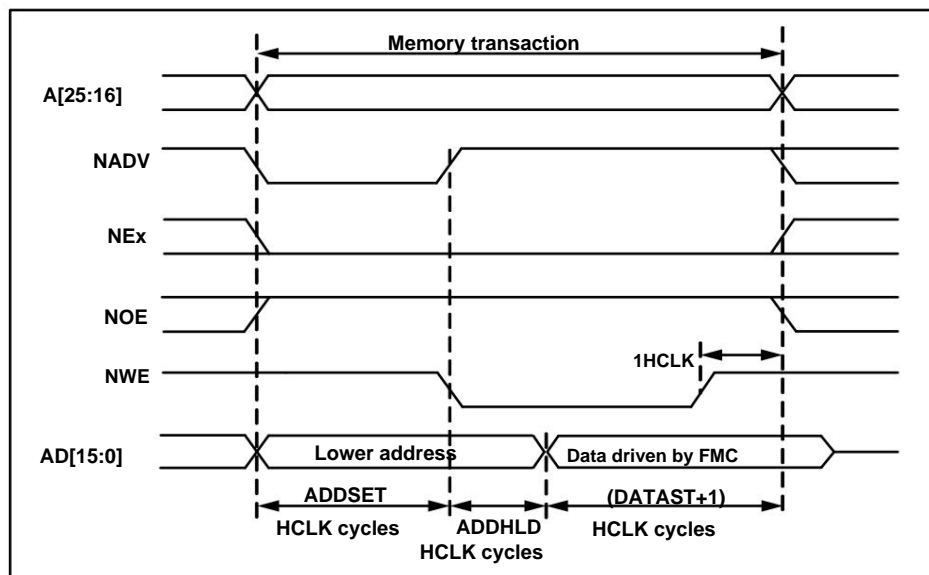 Memory transaction
A[25:16]
NADV
NEx
NOE
1HCLK
NWE
AD[15:0]
Lower address
Data driven by FMC
ADDSET
HCLK cycles
ADDHLD
HCLK cycles
(DATAST+1)
HCLK cycles